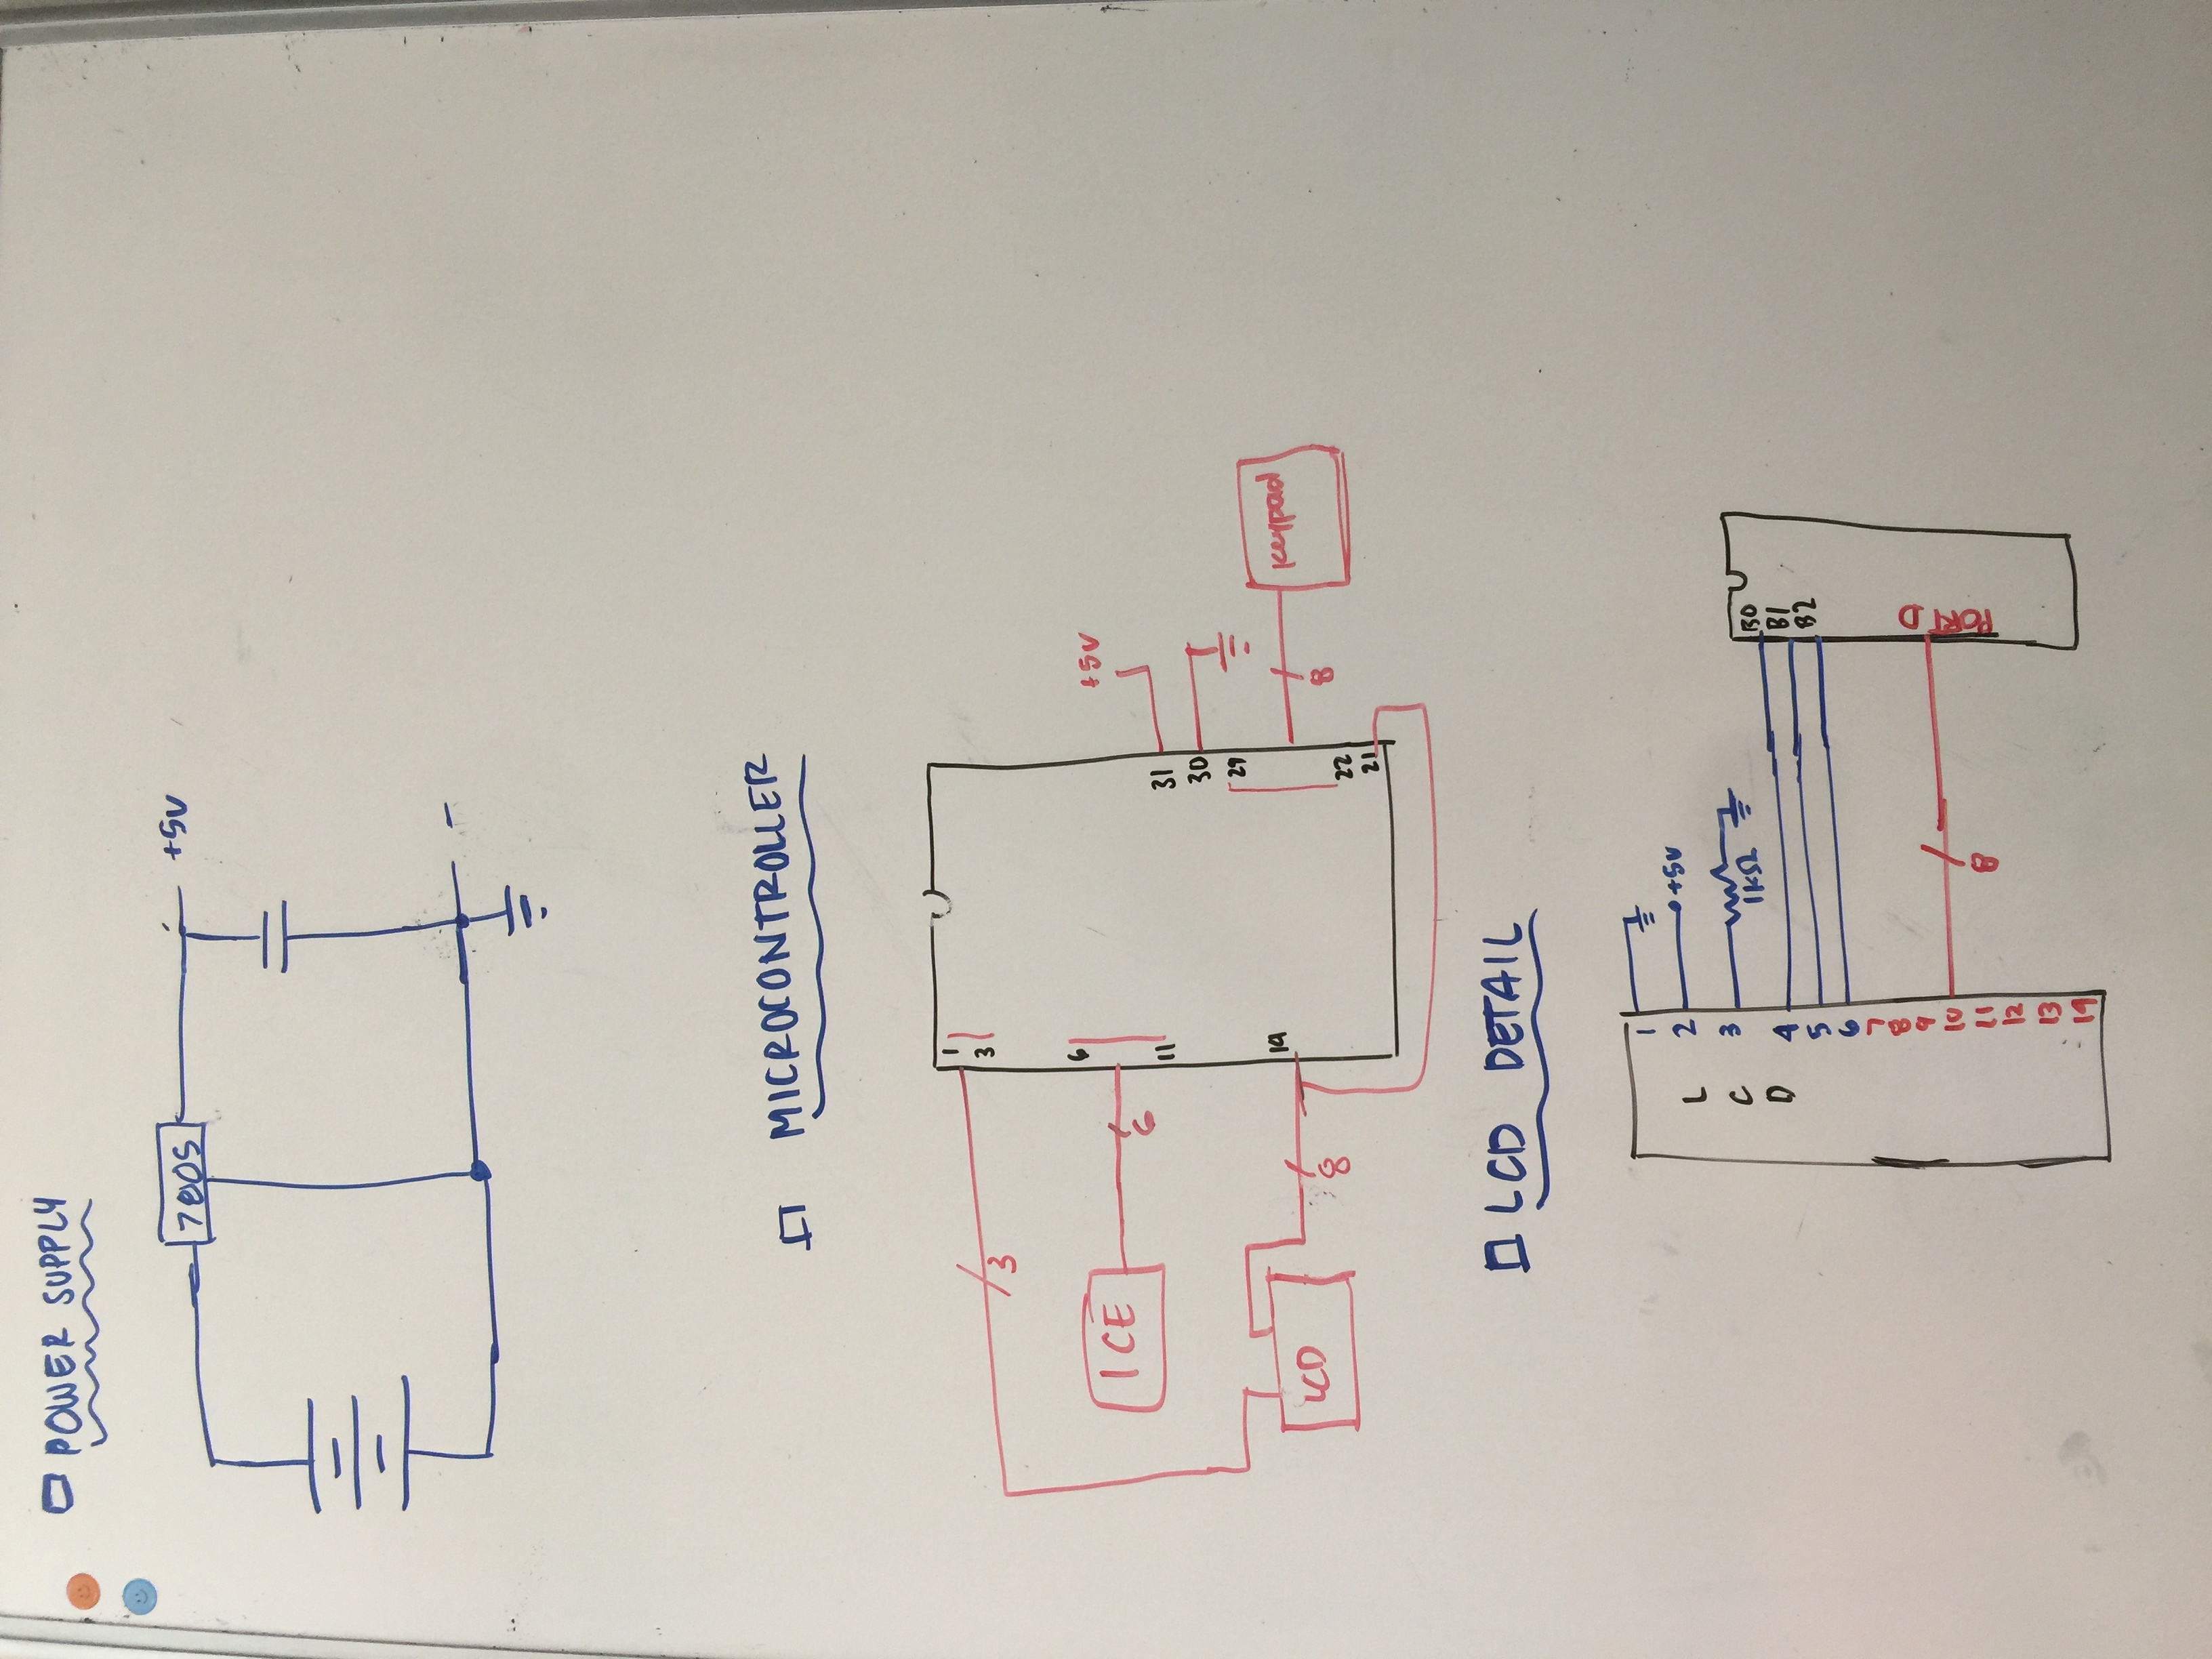 POWER SUPPLY
7805
+5V
-
MICROCONTROLLER
1
3
3
6
ICE
6
11
+5V
31
30
29
14
LCD
8
Keypad
8
22
21
LCD DETAIL
1
2
+5V
L
3
1KΩ
C
B0
D
4
B1
5
B2
6
7
8
9
PORT D
10
8
11
12
13
14